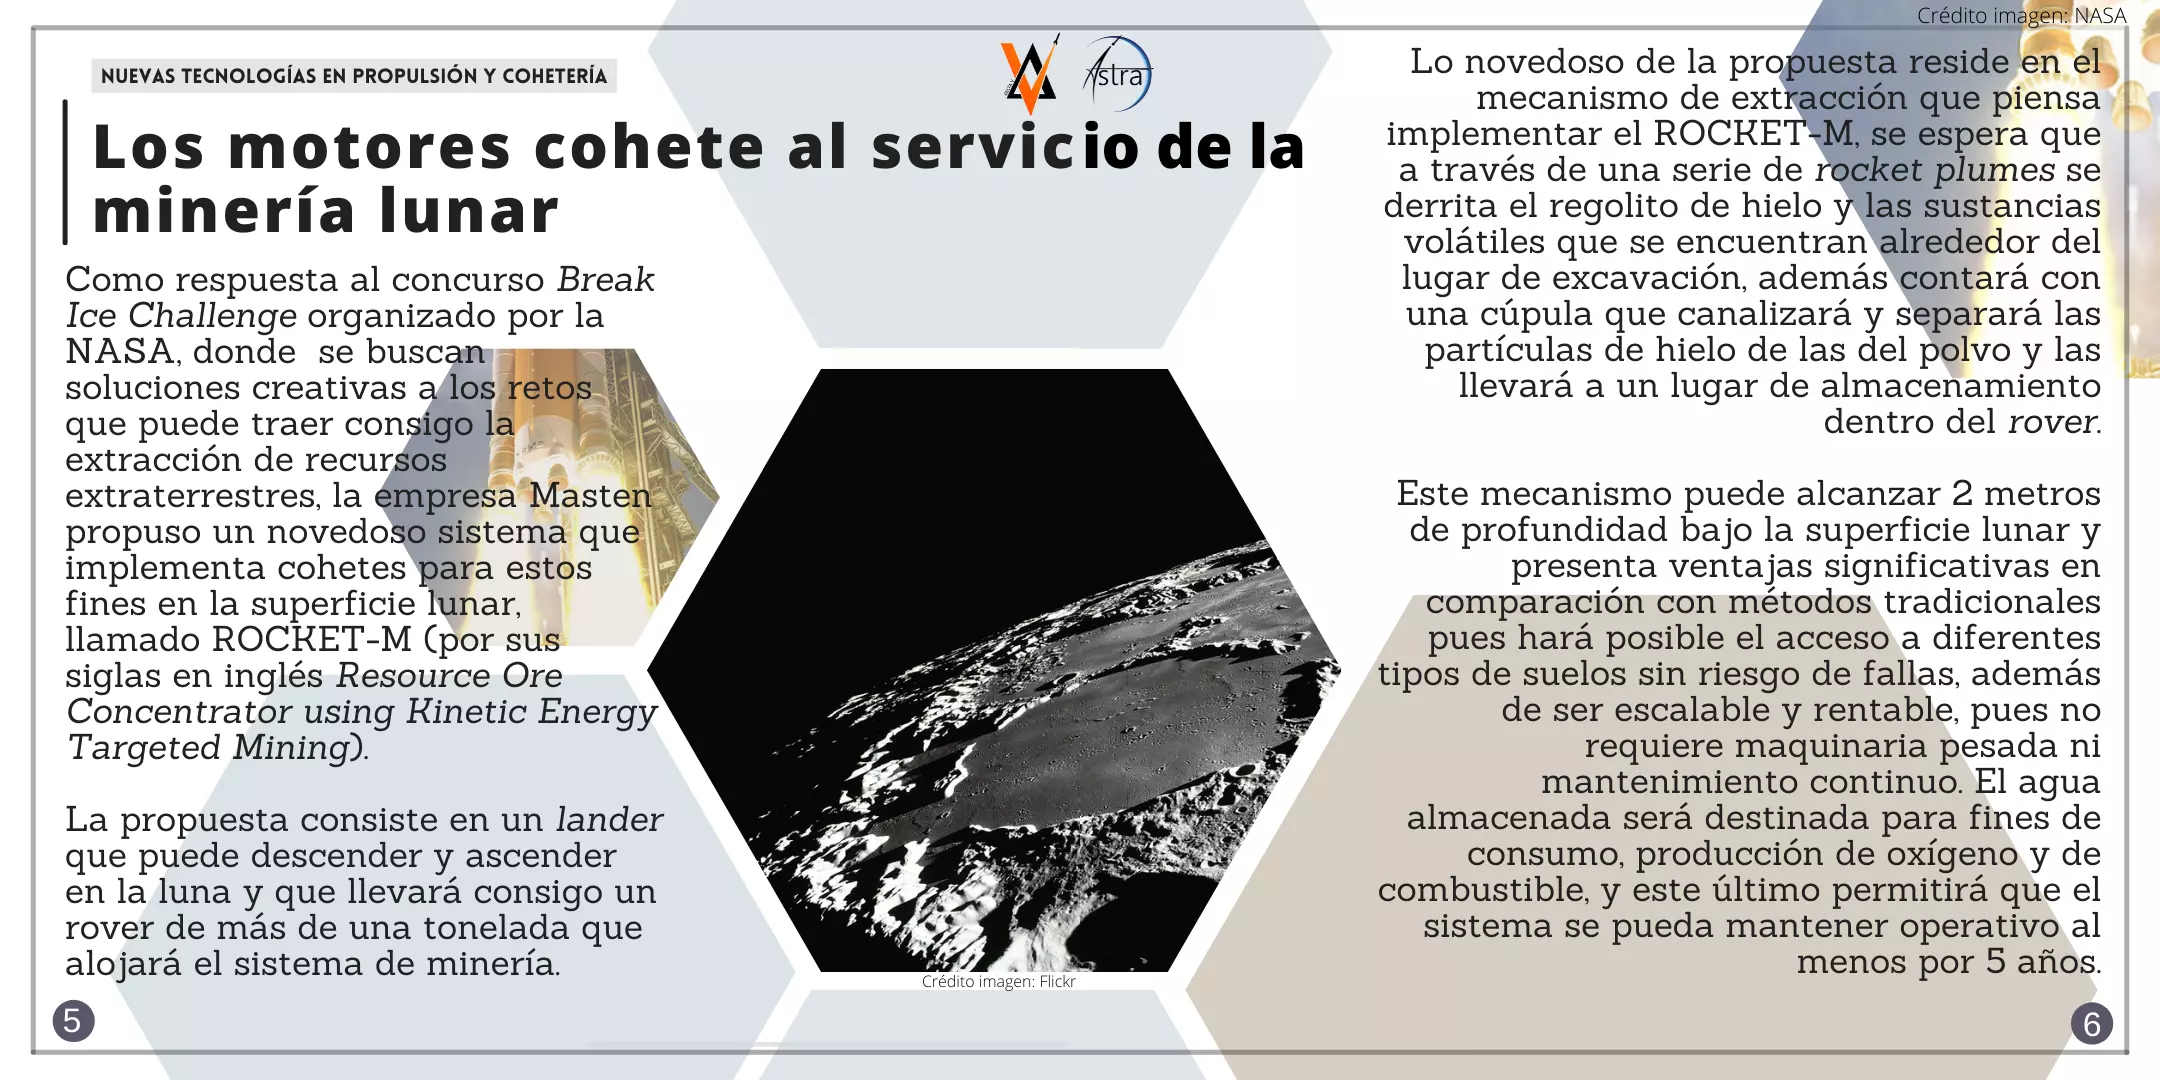 Crédito imagen: NASA
NUEVAS TECNOLOGÍAS EN PROPULSIÓN Y COHETERÍA
Astra
Los motores cohete al servicio de la
minería lunar
Como respuesta al concurso Break
Ice Challenge organizado por la
NASA, donde  se buscan
soluciones creativas a los retos
que puede traer consigo la
extracción de recursos
extraterrestres, la empresa Masten
propuso un novedoso sistema que
implementa cohetes para estos
fines en la superficie lunar,
llamado ROCKET-M (por sus
siglas en inglés Resource Ore
Concentrator using Kinetic Energy
Targeted Mining).
La propuesta consiste en un lander
que puede descender y ascender
en la luna y que llevará consigo un
rover de más de una tonelada que
alojará el sistema de minería.
5
Crédito imagen: Flickr
Lo novedoso de la propuesta reside en el
mecanismo de extracción que piensa
implementar el ROCKET-M, se espera que
a través de una serie de rocket plumes se
derrita el regolito de hielo y las sustancias
volátiles que se encuentran alrededor del
lugar de excavación, además contará con
una cúpula que canalizará y separará las
partículas de hielo de las del polvo y las
llevará a un lugar de almacenamiento
dentro del rover.
Este mecanismo puede alcanzar 2 metros
de profundidad bajo la superficie lunar y
presenta ventajas significativas en
comparación con métodos tradicionales
pues hará posible el acceso a diferentes
tipos de suelos sin riesgo de fallas, además
de ser escalable y rentable, pues no
requiere maquinaria pesada ni
mantenimiento continuo. El agua
almacenada será destinada para fines de
consumo, producción de oxígeno y de
combustible, y este último permitirá que el
sistema se pueda mantener operativo al
menos por 5 años.
6